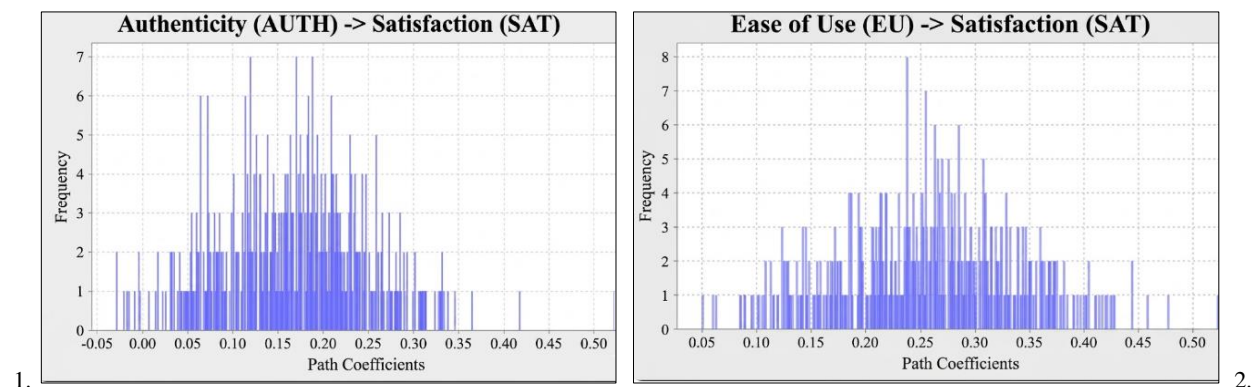 Authenticity (AUTH) -> Satisfaction (SAT)
7
6
5
4
3
2
1
0
Frequency
-0.05 0.00 0.05 0.10 0.15 0.20 0.25 0.30 0.35 0.40 0.45 0.50
Path Coefficients
1.
Ease of Use (EU) -> Satisfaction (SAT)
8
7
6
5
4
3
2
1
0
Frequency
0.05 0.10 0.15 0.20 0.25 0.30 0.35 0.40 0.45 0.50
Path Coefficients
2.